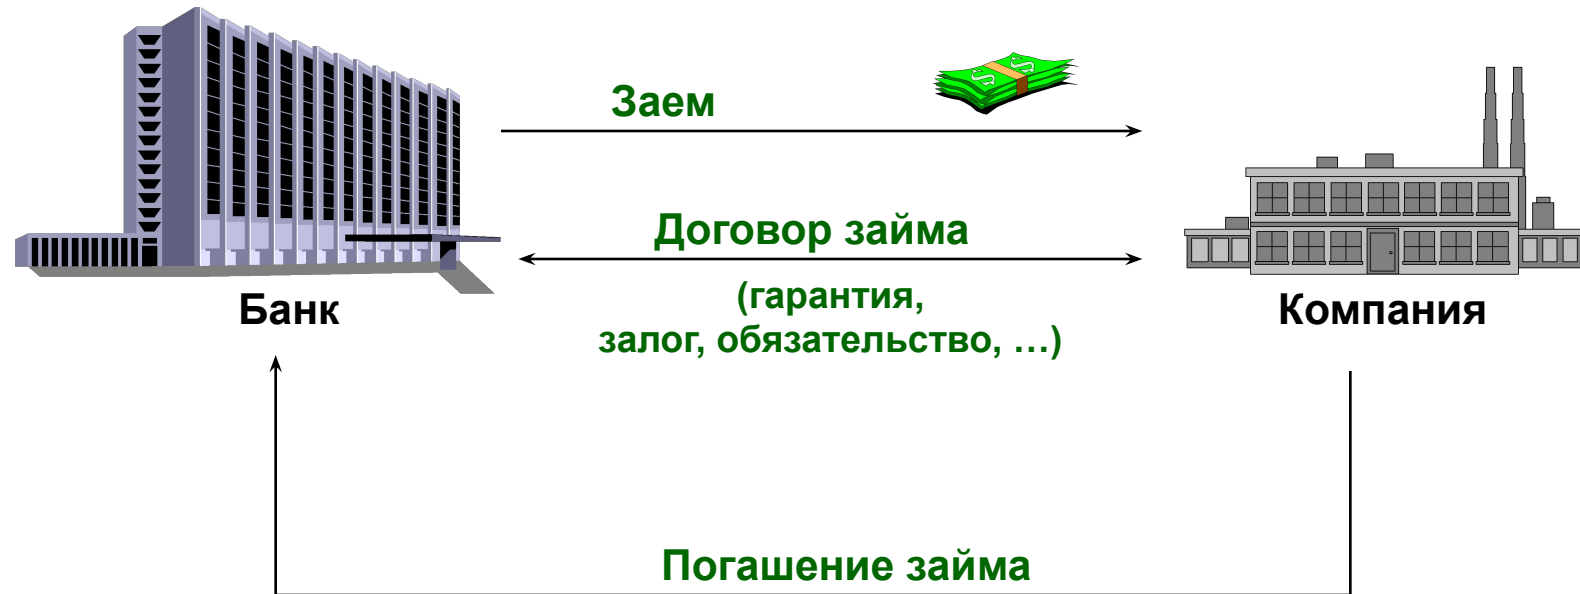 Заем
Договор займа
(гарантия,
залог, обязательство, ...)
Банк
Компания
Погашение займа